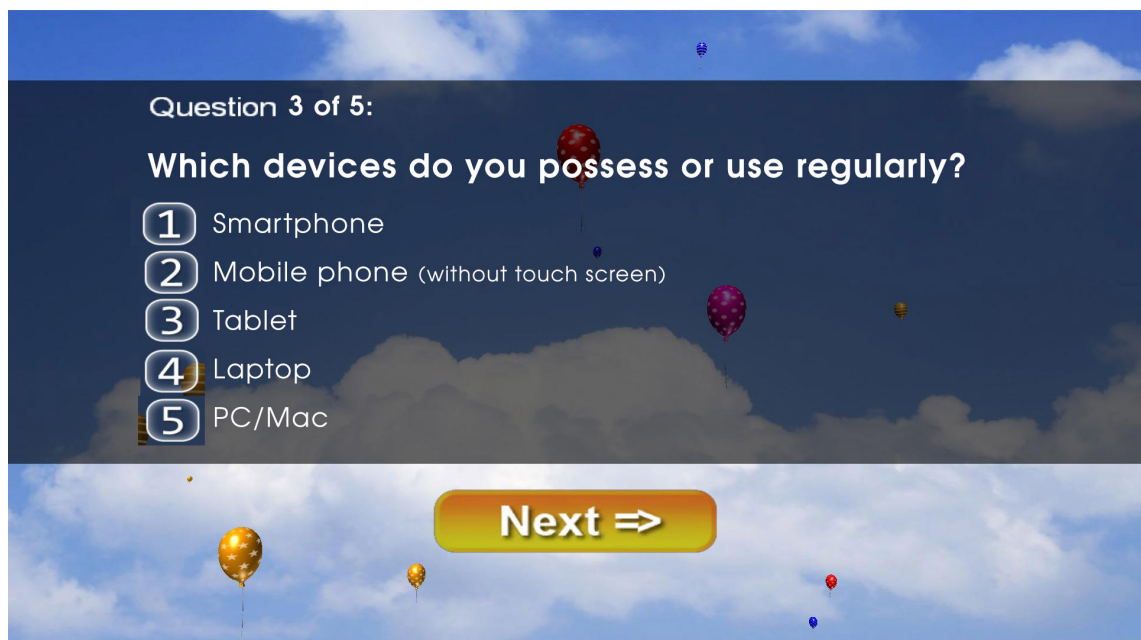 Question 3 of 5:
Which devices do you possess or use regularly?
1 Smartphone
2 Mobile phone (without touch screen)
3 Tablet
4 Laptop
5 PC/Mac
Next =>